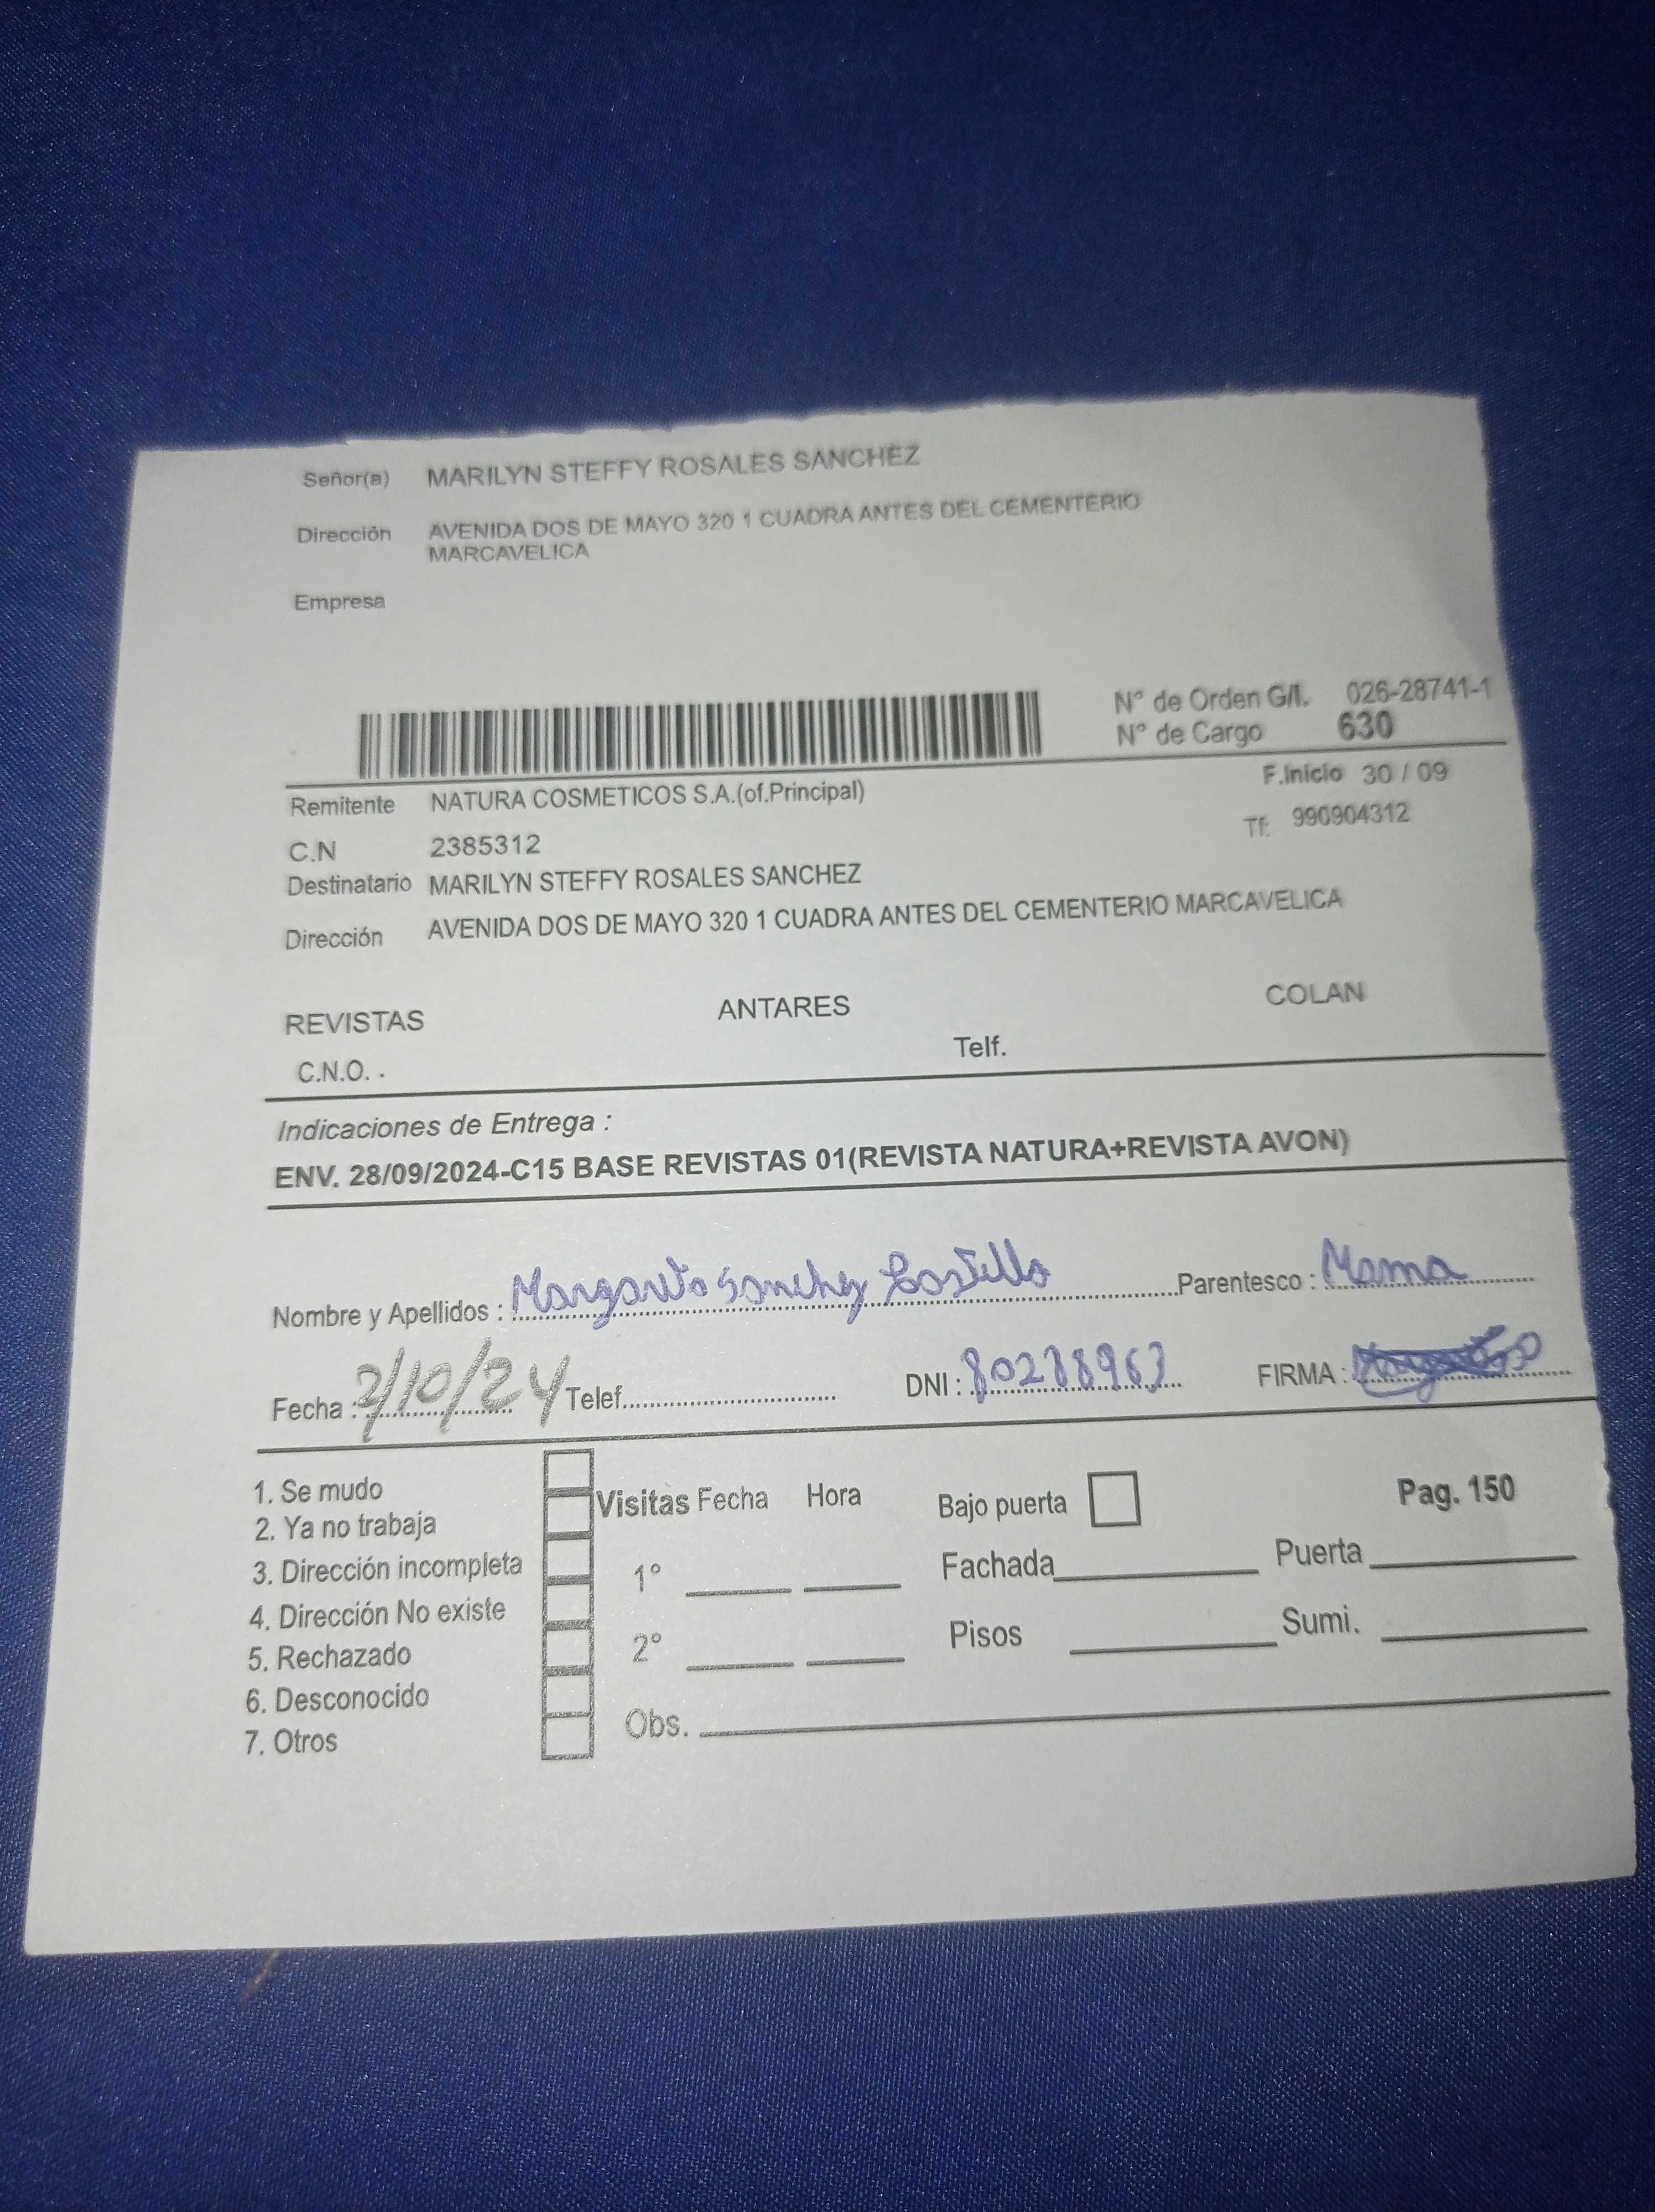 Señor(a) MARILYN STEFFY ROSALES SANCHEZ
Dirección AVENIDA DOS DE MAYO 320 1 CUADRA ANTES DEL CEMENTERIO
MARCAVELICA
Empresa
N° de Orden G/I. 026-28741-1
N° de Cargo 630
F.Inicio 30 / 09
Remitente NATURA COSMETICOS S.A.(of.Principal)
Tf: 990904312
C.N 2385312
Destinatario MARILYN STEFFY ROSALES SANCHEZ
Dirección AVENIDA DOS DE MAYO 320 1 CUADRA ANTES DEL CEMENTERIO MARCAVELICA
REVISTAS ANTARES COLAN
C.N.O. - Telf.
Indicaciones de Entrega :
ENV. 28/09/2024-C15 BASE REVISTAS 01(REVISTA NATURA+REVISTA AVON)
Nombre y Apellidos : Margarita Sanchez Castillo Parentesco : Mama
Fecha : 2/10/24 Telef. DNI : 80288963 FIRMA :
1. Se mudo
2. Ya no trabaja
3. Dirección incompleta
4. Dirección No existe
5. Rechazado
6. Desconocido
7. Otros
Visitas Fecha Hora
1°
2°
Obs.
Bajo puerta Pag. 150
Fachada Puerta
Pisos Sumi.